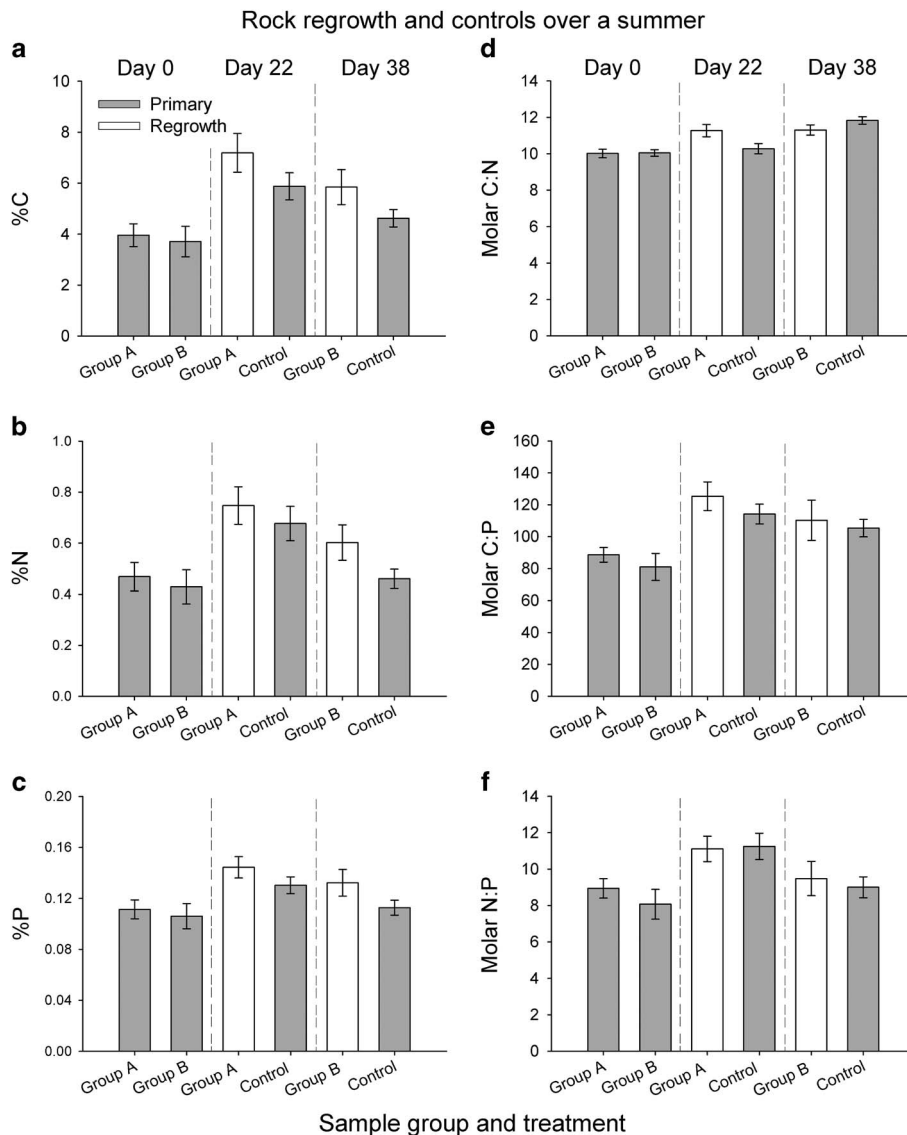 Rock regrowth and controls over a summer
a
Day 0 Day 22 Day 38
Primary
Regrowth
%C
10
8
6
4
2
0
Group A Group B Group A Control Group B Control
b
%N
1.0
0.8
0.6
0.4
0.2
0.0
Group A Group B Group A Control Group B Control
c
%P
0.20
0.16
0.12
0.08
0.04
0.00
Group A Group B Group A Control Group B Control
d
Day 0 Day 22 Day 38
Molar C:N
14
12
10
8
6
4
2
0
Group A Group B Group A Control Group B Control
e
Molar C:P
160
140
120
100
80
60
40
20
0
Group A Group B Group A Control Group B Control
f
Molar N:P
14
12
10
8
6
4
2
0
Group A Group B Group A Control Group B Control
Sample group and treatment